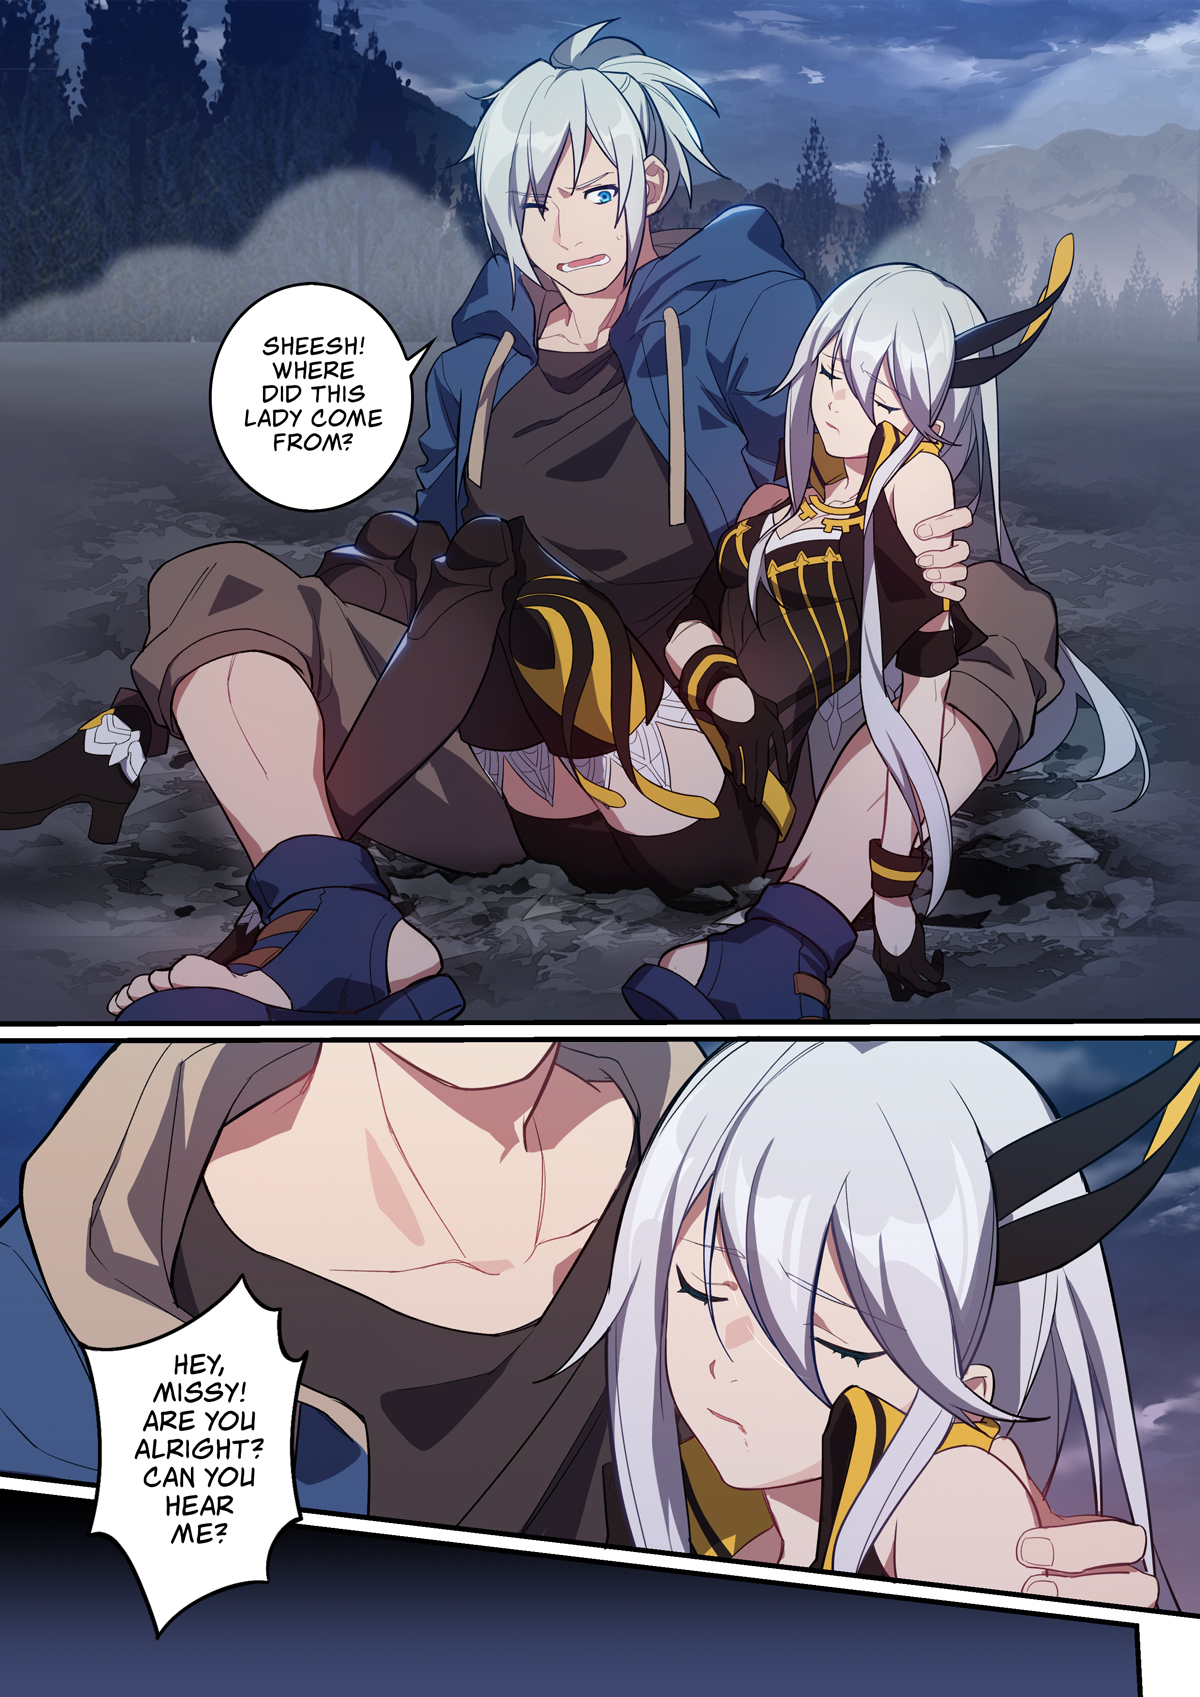 SHEESH!
WHERE
DID THIS
LADY COME
FROM?
HEY,
MISSY!
ARE YOU
ALRIGHT?
CAN YOU
HEAR
ME?